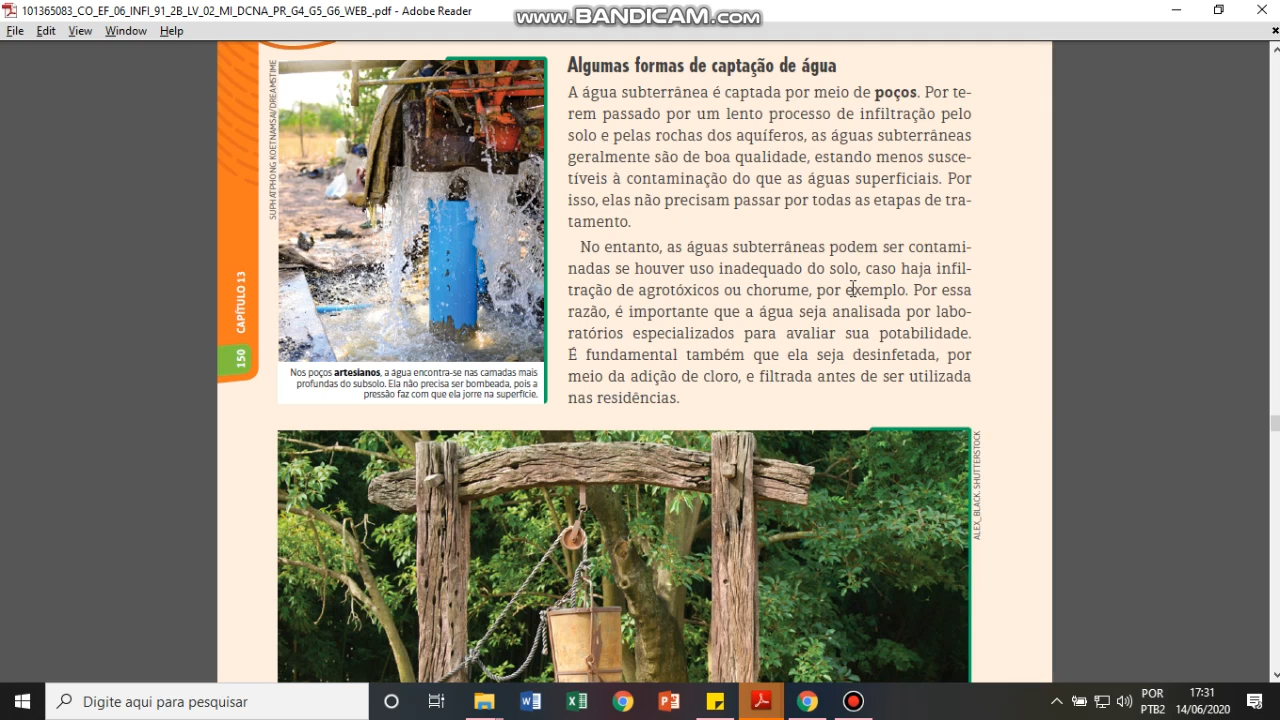 101365083_CO_EF_06_INFI_91_2B_LV_02_MI_DCNA_PR_G4_G5_G6_WEB_.pdf - Adobe Reader
www.BANDICAM.com
File Edit View Window Help
SUPHATPHONG KOETNAMSAI/DREAMSTIME
CAPÍTULO 13
150
Nos poços artesianos, a água encontra-se nas camadas mais
profundas do subsolo. Ela não precisa ser bombeada, pois a
pressão faz com que ela jorre na superfície.
Algumas formas de captação de água
A água subterrânea é captada por meio de poços. Por te-
rem passado por um lento processo de infiltração pelo
solo e pelas rochas dos aquíferos, as águas subterrâneas
geralmente são de boa qualidade, estando menos susce-
tíveis à contaminação do que as águas superficiais. Por
isso, elas não precisam passar por todas as etapas de tra-
tamento.
No entanto, as águas subterrâneas podem ser contami-
nadas se houver uso inadequado do solo, caso haja infil-
tração de agrotóxicos ou chorume, por exemplo. Por essa
razão, é importante que a água seja analisada por labo-
ratórios especializados para avaliar sua potabilidade.
É fundamental também que ela seja desinfetada, por
meio da adição de cloro, e filtrada antes de ser utilizada
nas residências.
ALEX_BLACK. SHUTTERSTOCK
Digite aqui para pesquisar
POR
PTB2
17:31
14/06/2020